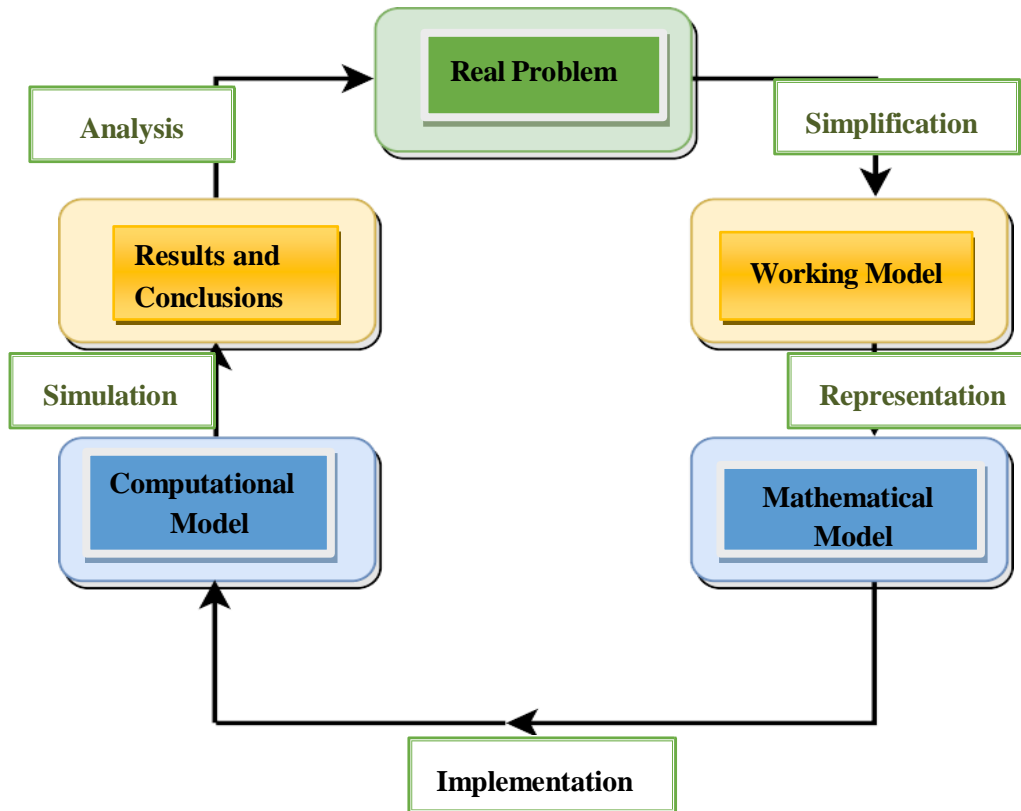 Real Problem
Analysis
Simplification
Results and
Conclusions
Working Model
Simulation
Representation
Computational
Model
Mathematical
Model
Implementation